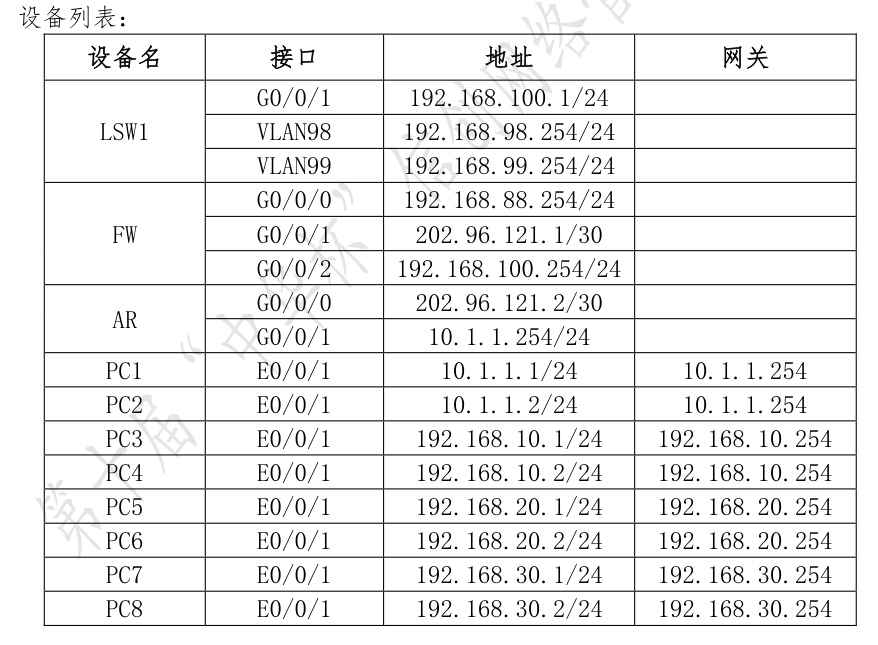 设备列表：
设备名 接口 地址 网关
LSW1 G0/0/1 192.168.100.1/24
VLAN98 192.168.98.254/24
VLAN99 192.168.99.254/24
FW G0/0/0 192.168.88.254/24
G0/0/1 202.96.121.1/30
G0/0/2 192.168.100.254/24
AR G0/0/0 202.96.121.2/30
G0/0/1 10.1.1.254/24
PC1 E0/0/1 10.1.1.1/24 10.1.1.254
PC2 E0/0/1 10.1.1.2/24 10.1.1.254
PC3 E0/0/1 192.168.10.1/24 192.168.10.254
PC4 E0/0/1 192.168.10.2/24 192.168.10.254
PC5 E0/0/1 192.168.20.1/24 192.168.20.254
PC6 E0/0/1 192.168.20.2/24 192.168.20.254
PC7 E0/0/1 192.168.30.1/24 192.168.30.254
PC8 E0/0/1 192.168.30.2/24 192.168.30.254
第十届“中华杯”信创网络